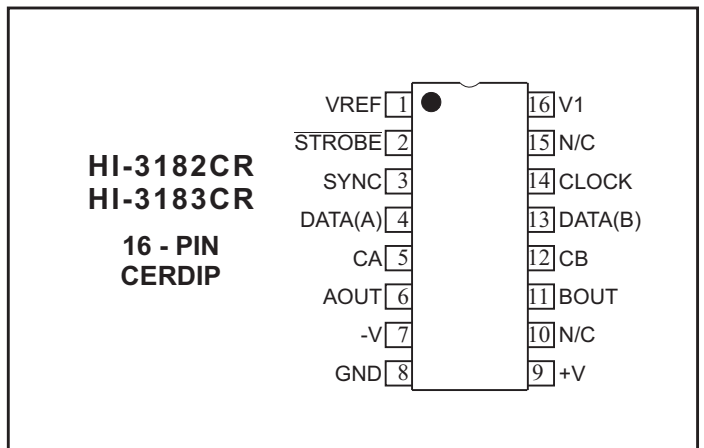 HI-3182CR
HI-3183CR
16 - PIN
CERDIP
VREF 1 16 V1
STROBE 2 15 N/C
SYNC 3 14 CLOCK
DATA(A) 4 13 DATA(B)
CA 5 12 CB
AOUT 6 11 BOUT
-V 7 10 N/C
GND 8 9 +V